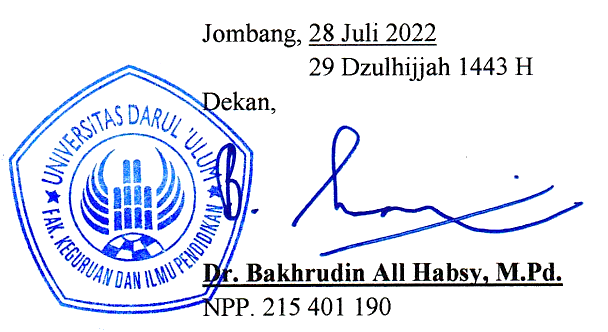 Jombang, 28 Juli 2022
29 Dzulhijjah 1443 H
Dekan,
UNIVERSITAS DARUL 'ULUM
FAK. KEGURUAN DAN ILMU PENDIDIKAN
Dr. Bakhrudin All Habsy, M.Pd.
NPP. 215 401 190